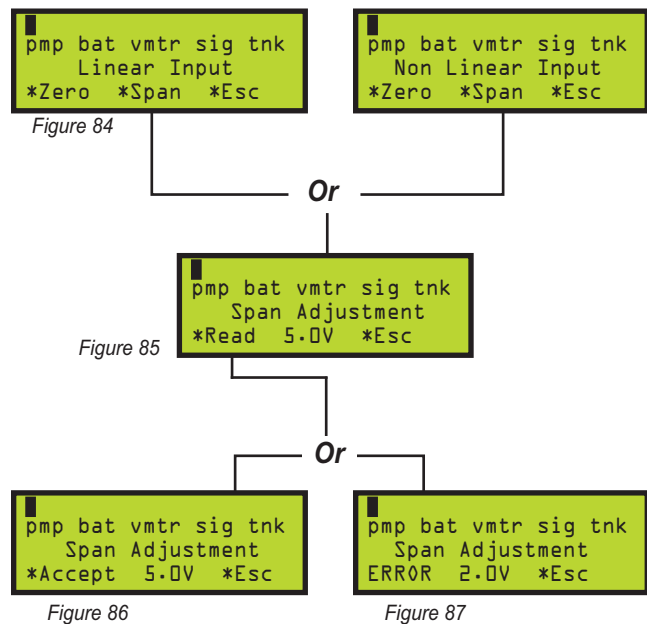 pmp bat vmtr sig tnk
Linear Input
*Zero *Span *Esc
Figure 84
pmp bat vmtr sig tnk
Non Linear Input
*Zero *Span *Esc
Or
pmp bat vmtr sig tnk
Span Adjustment
*Read 5.0V *Esc
Figure 85
Or
pmp bat vmtr sig tnk
Span Adjustment
*Accept 5.0V *Esc
Figure 86
pmp bat vmtr sig tnk
Span Adjustment
ERROR 2.0V *Esc
Figure 87